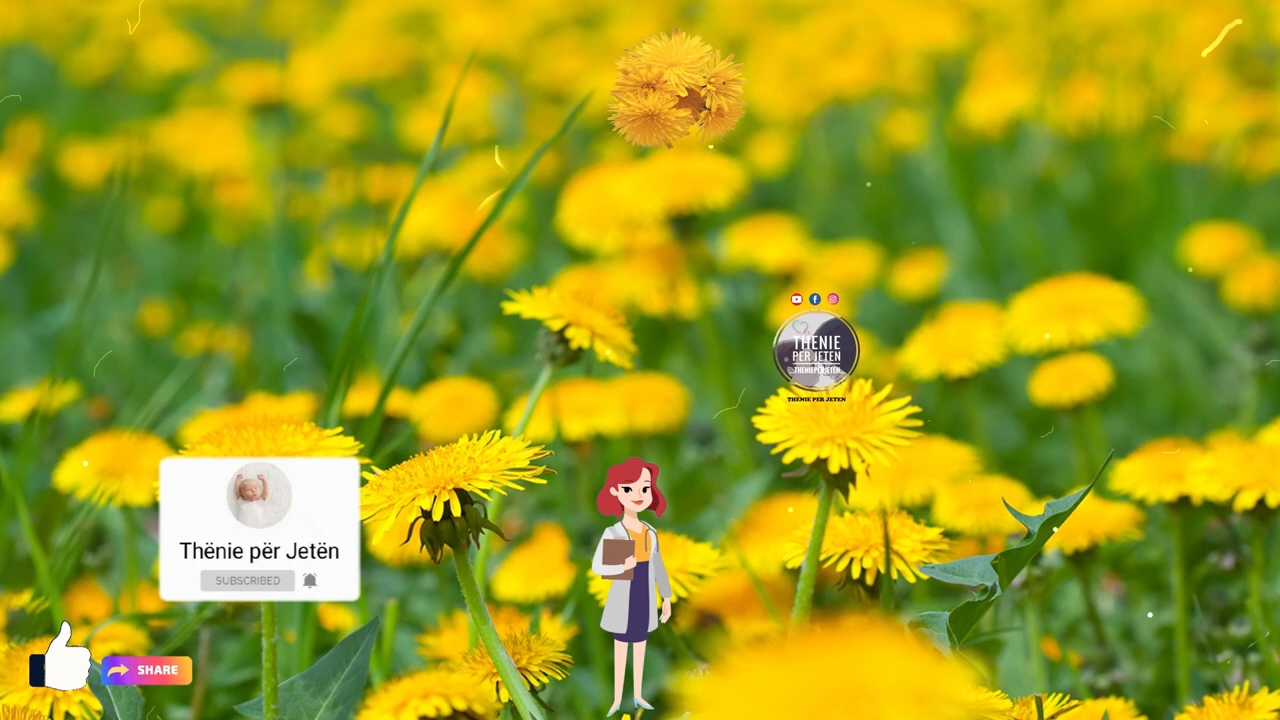 THENIE
PER JETEN
@THENIEPERJETEN
THENIE PER JETEN
Thënie për Jetën
SUBSCRIBED
SHARE